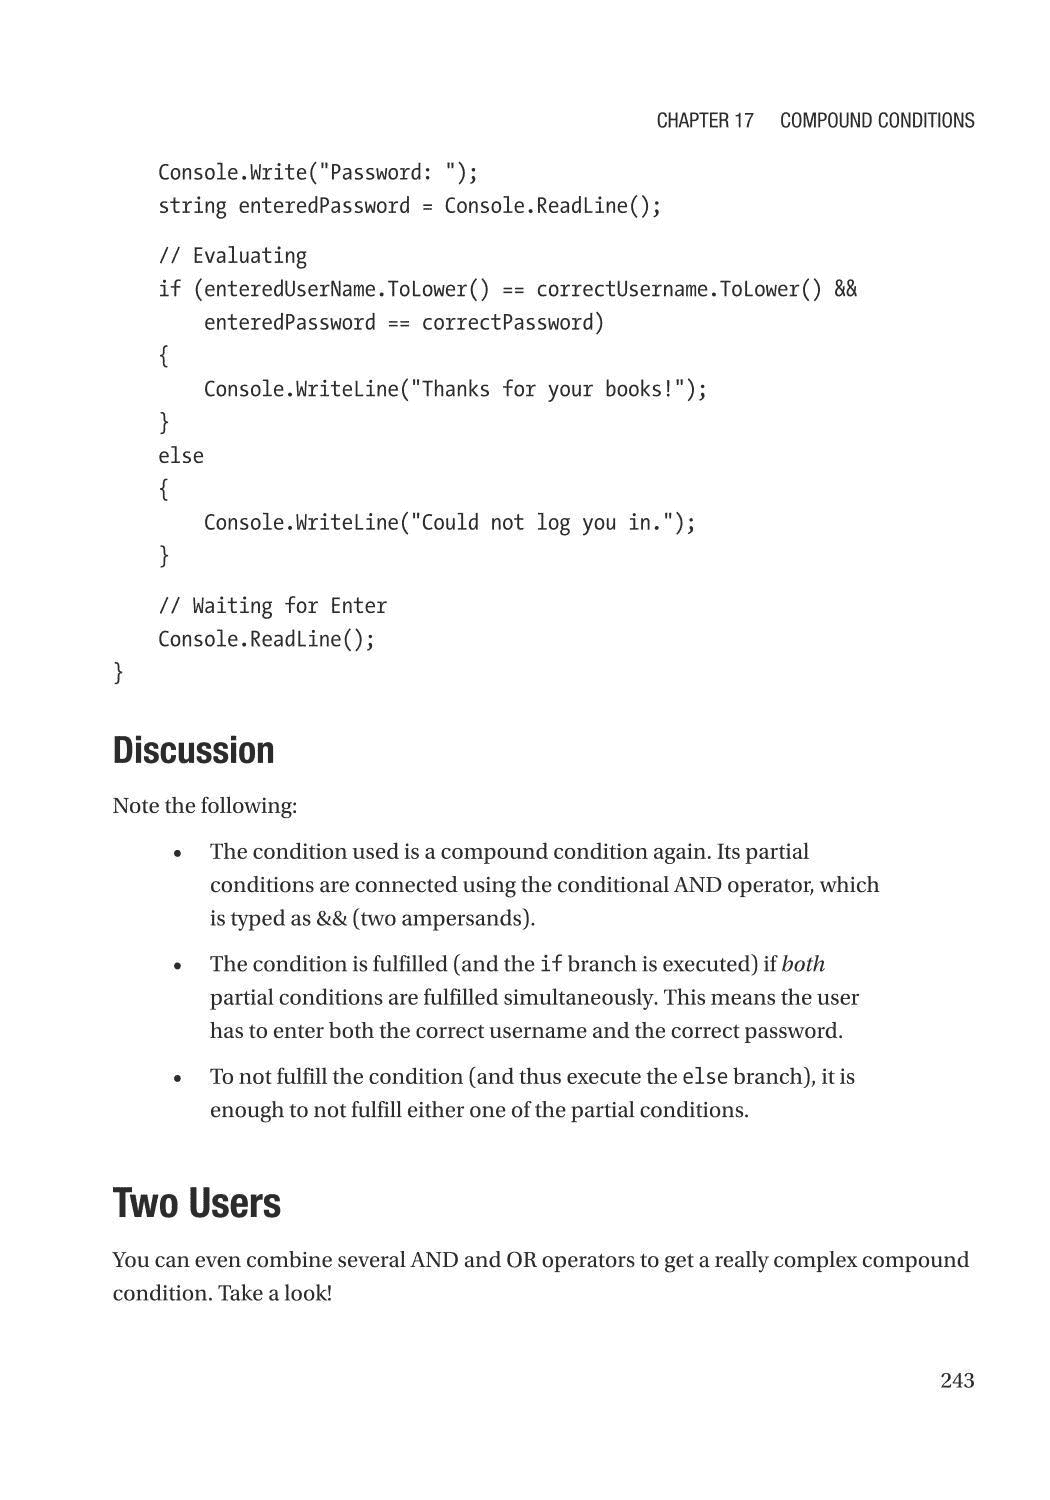 CHAPTER 17 COMPOUND CONDITIONS
Console.Write("Password: ");
string enteredPassword = Console.ReadLine();
// Evaluating
if (enteredUserName.ToLower() == correctUsername.ToLower() &&
enteredPassword == correctPassword)
{
Console.WriteLine("Thanks for your books!");
}
else
{
Console.WriteLine("Could not log you in.");
}
// Waiting for Enter
Console.ReadLine();
}
Discussion
Note the following:
• The condition used is a compound condition again. Its partial
conditions are connected using the conditional AND operator, which
is typed as && (two ampersands).
• The condition is fulfilled (and the if branch is executed) if both
partial conditions are fulfilled simultaneously. This means the user
has to enter both the correct username and the correct password.
• To not fulfill the condition (and thus execute the else branch), it is
enough to not fulfill either one of the partial conditions.
Two Users
You can even combine several AND and OR operators to get a really complex compound
condition. Take a look!
243